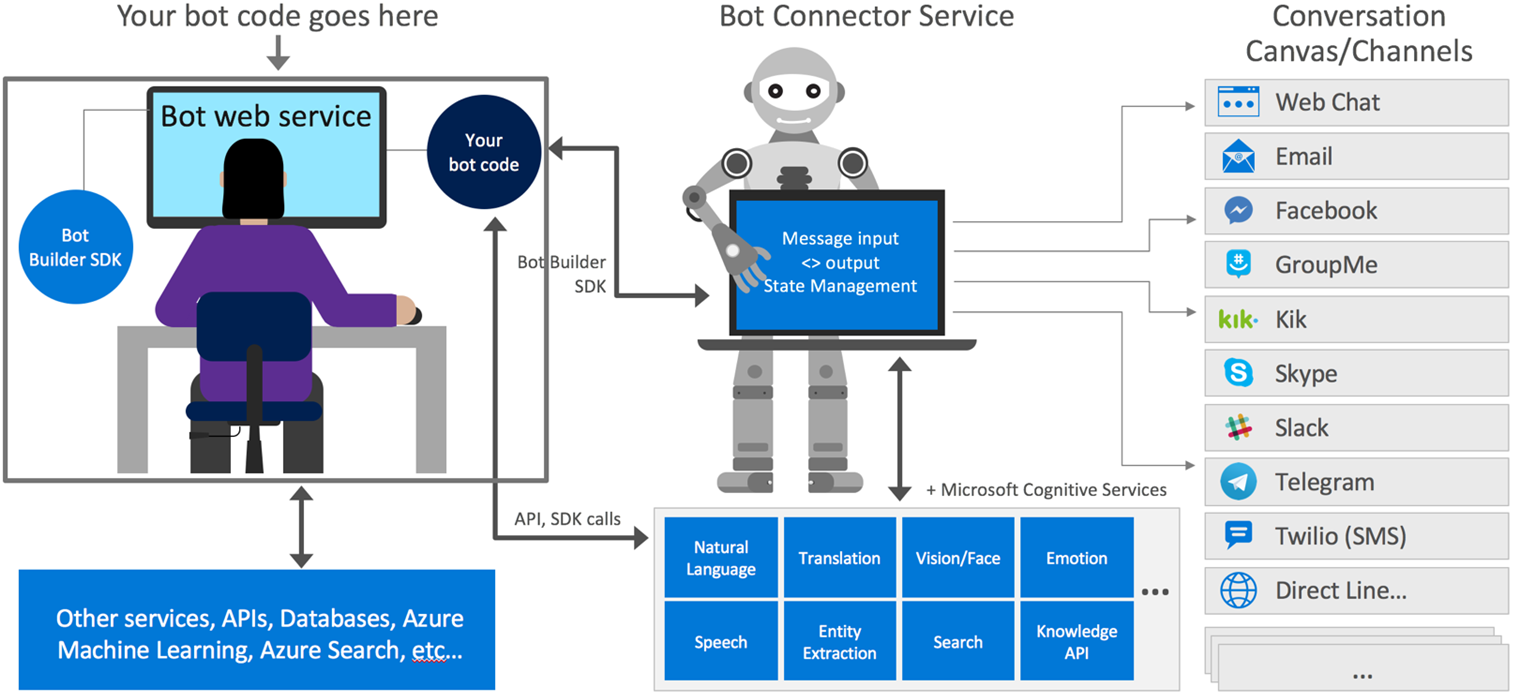 Your bot code goes here
Bot web service
Your
bot code
Bot
Builder SDK
Bot Builder
SDK
API, SDK calls
Other services, APIs, Databases, Azure
Machine Learning, Azure Search, etc...
Bot Connector Service
Message input
<> output
State Management
+ Microsoft Cognitive Services
Natural
Language
Translation
Vision/Face
Emotion
Speech
Entity
Extraction
Search
Knowledge
API
...
Conversation
Canvas/Channels
Web Chat
Email
Facebook
GroupMe
kik.
Kik
Skype
Slack
Telegram
Twilio (SMS)
Direct Line...
...